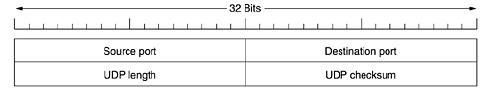 32 Bits
Source port Destination port
UDP length UDP checksum